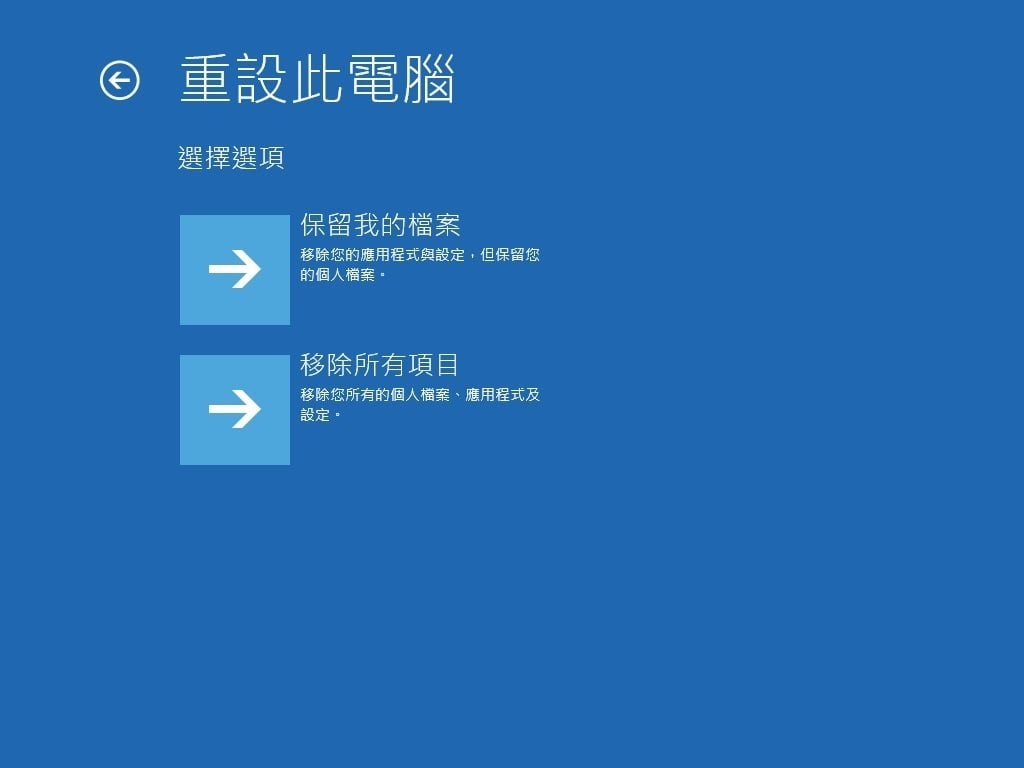 重設此電腦
選擇選項
保留我的檔案
移除您的應用程式與設定，但保留您
的個人檔案。
移除所有項目
移除您所有的個人檔案、應用程式及
設定。